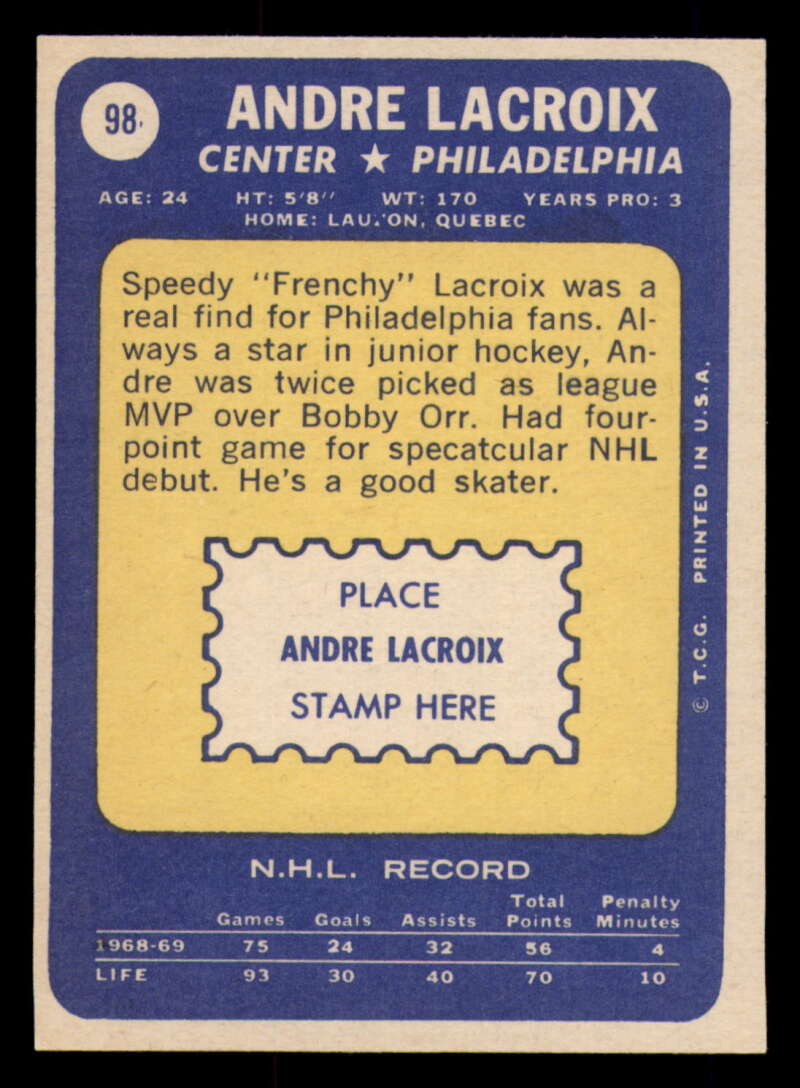 98
ANDRE LACROIX
CENTER ★ PHILADELPHIA
AGE: 24 HT: 5'8'' WT: 170 YEARS PRO: 3
HOME: QUEBEC
Speedy "Frenchy" Lacroix was a
real find for Philadelphia fans. Al-
ways a star in junior hockey, An-
dre was twice picked as league
MVP over Bobby Orr. Had four-
point game for specatcular NHL
debut. He's a good skater.
PLACE
ANDRE LACROIX
STAMP HERE
© T.C.G. PRINTED IN U.S.A.
N.H.L. RECORD
Games Goals Assists Total Points Penalty Minutes
1968-69 75 24 32 56 4
LIFE 93 30 40 70 10